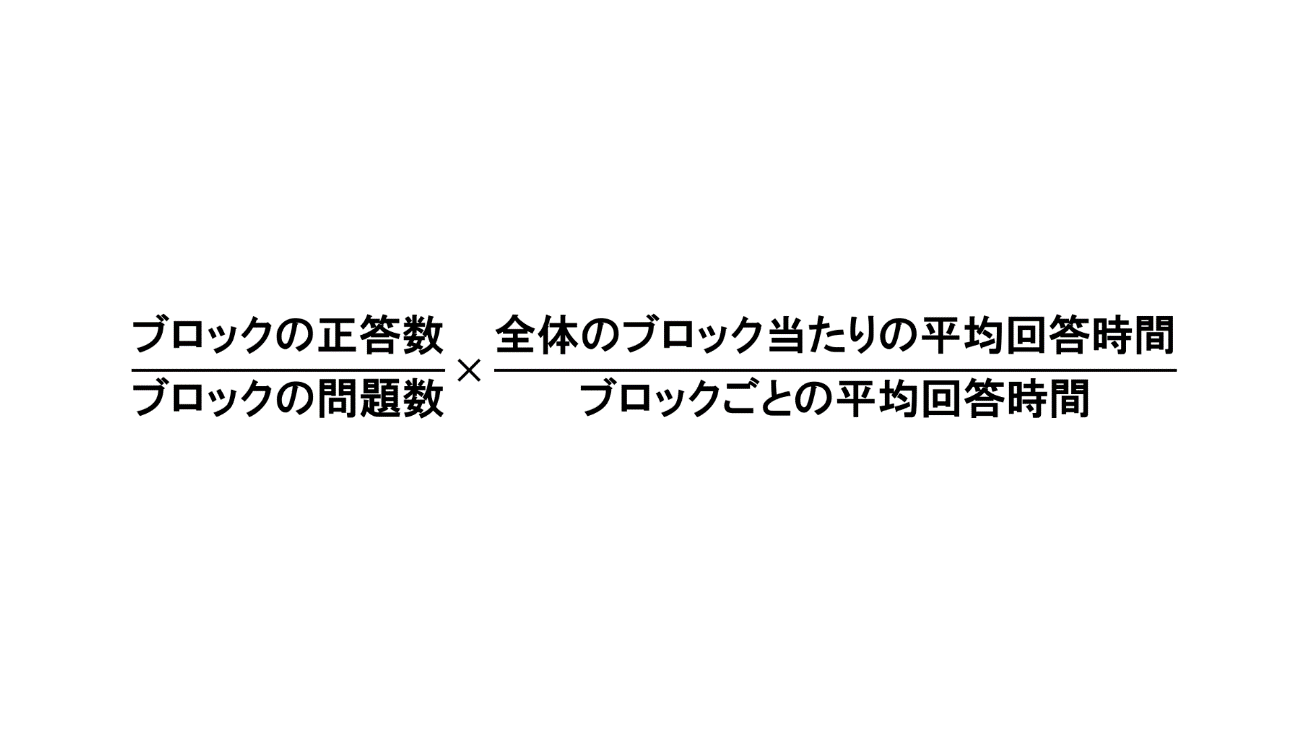 ブロックの正答数
ブロックの問題数
×
全体のブロック当たりの平均回答時間
ブロックごとの平均回答時間